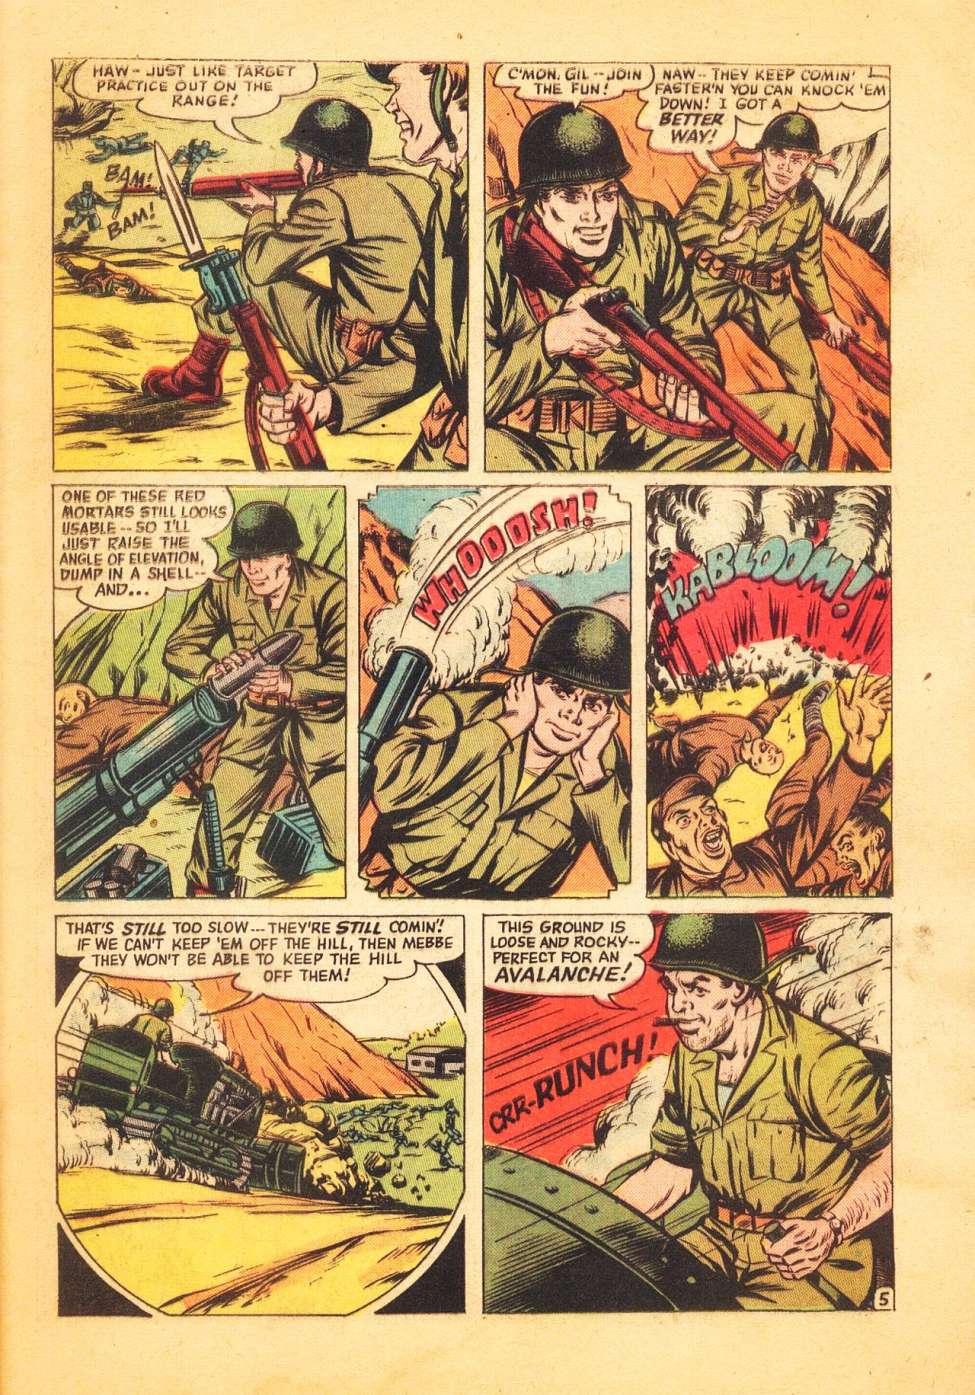 HAW - JUST LIKE TARGET
PRACTICE OUT ON THE
RANGE!
BAM!
BAM!
C'MON, GIL -- JOIN
THE FUN!
NAW -- THEY KEEP COMIN'
FASTER'N YOU CAN KNOCK 'EM
DOWN! I GOT A
BETTER
WAY!
ONE OF THESE RED
MORTARS STILL LOOKS
USABLE -- SO I'LL
JUST RAISE THE
ANGLE OF ELEVATION,
DUMP IN A SHELL --
AND...
WHOOOSH!
KABLOOM!
THAT'S STILL TOO SLOW --- THEY'RE STILL COMIN'!
IF WE CAN'T KEEP 'EM OFF THE HILL, THEN MEBBE
THEY WON'T BE ABLE TO KEEP THE HILL
OFF THEM!
THIS GROUND IS
LOOSE AND ROCKY --
PERFECT FOR AN
AVALANCHE!
CRR-RUNCH!
5